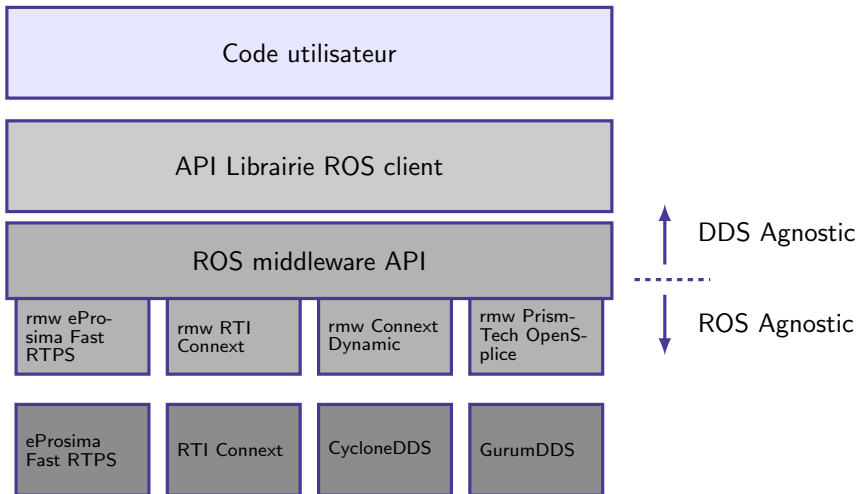 Code utilisateur
API Librairie ROS client
ROS middleware API
DDS Agnostic
ROS Agnostic
rmw ePro-
sima Fast
RTPS
rmw RTI
Connext
rmw Connext
Dynamic
rmw Prism-
Tech OpenS-
plice
eProsima
Fast RTPS
RTI Connext
CycloneDDS
GurumDDS